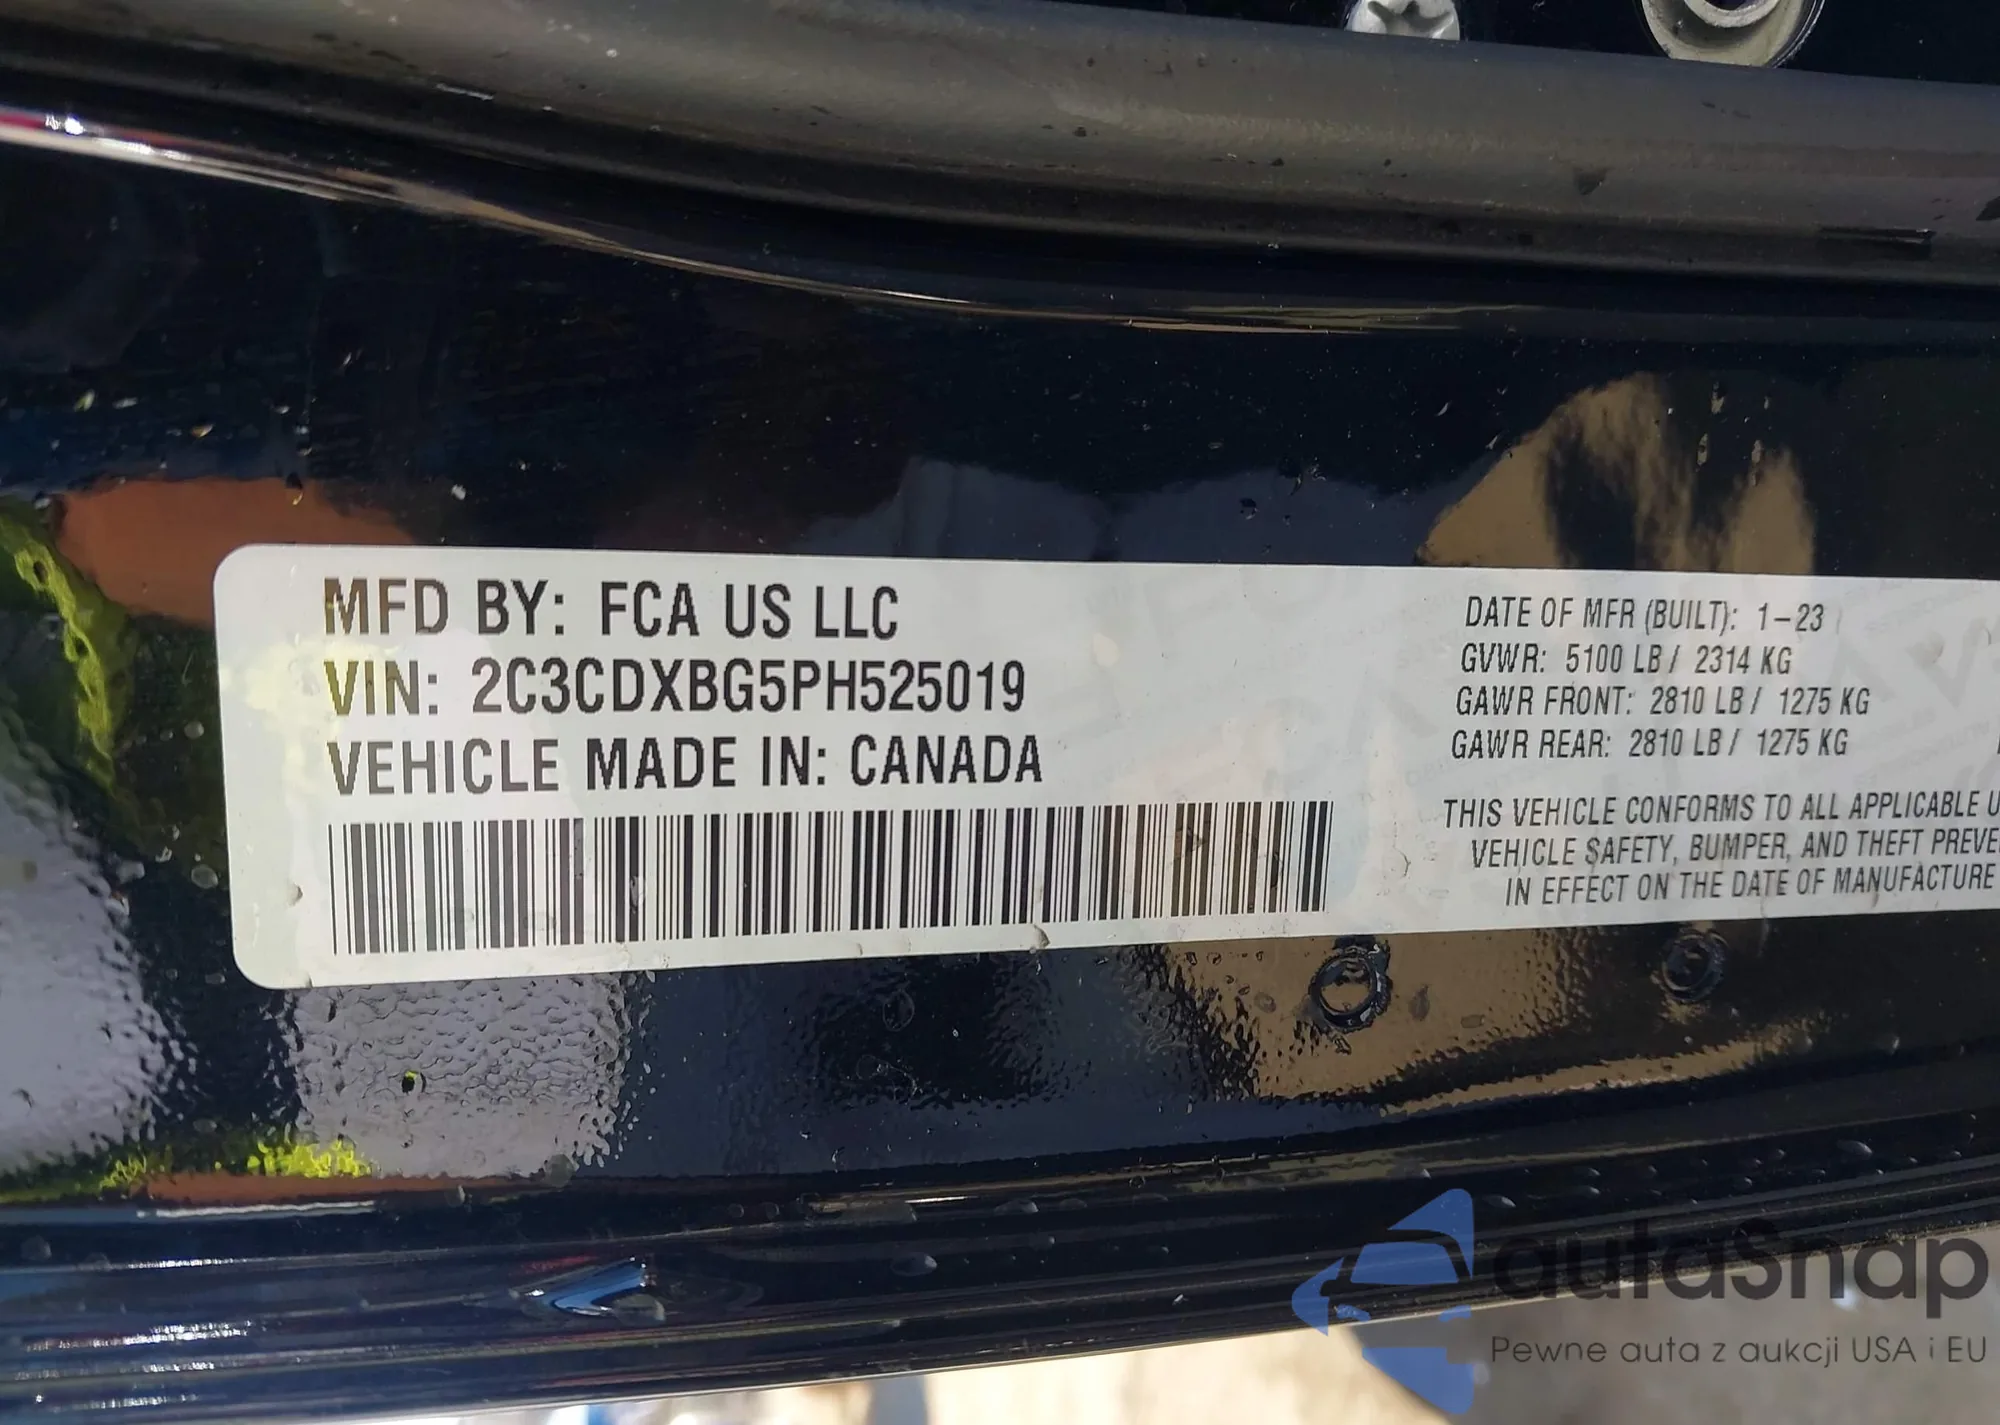 MFD BY: FCA US LLC
VIN: 2C3CDXBG5PH525019
VEHICLE MADE IN: CANADA
DATE OF MFR (BUILT): 1-23
GVWR: 5100 LB / 2314 KG
GAWR FRONT: 2810 LB / 1275 KG
GAWR REAR: 2810 LB / 1275 KG
THIS VEHICLE CONFORMS TO ALL APPLICABLE
VEHICLE SAFETY, BUMPER, AND THEFT
IN EFFECT ON THE DATE OF MANUFACTURE
autaSnap
Pewne auta z aukcji USA i EU